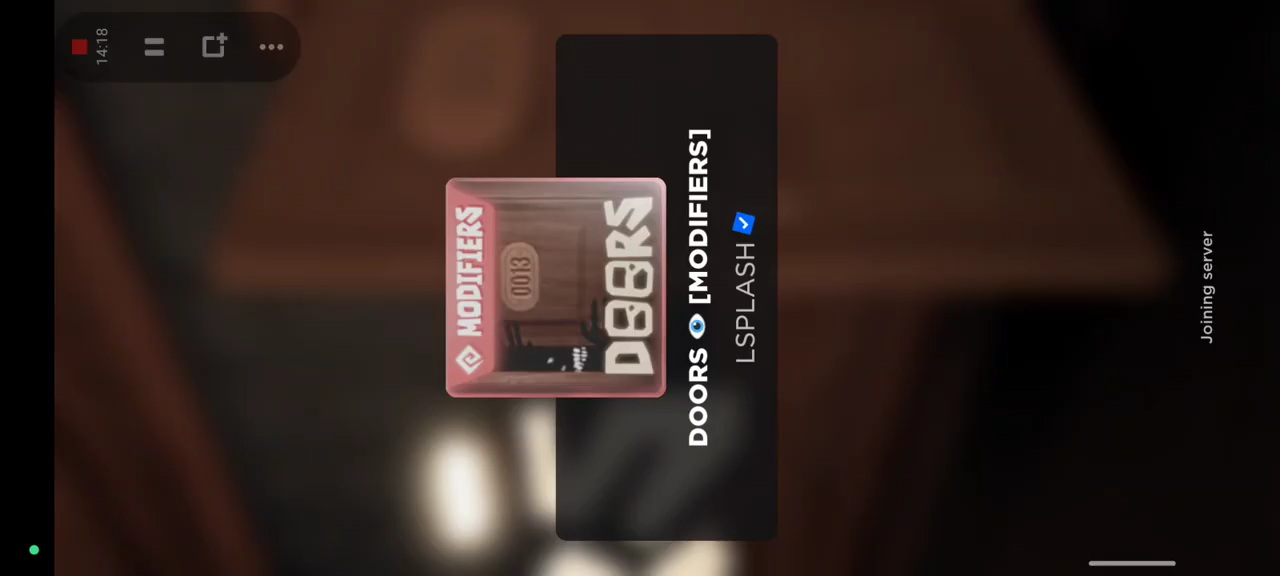 14:18
MODIFIERS
0013
DOORS
DOORS 👁 [MODIFIERS]
LSPLASH
Joining server